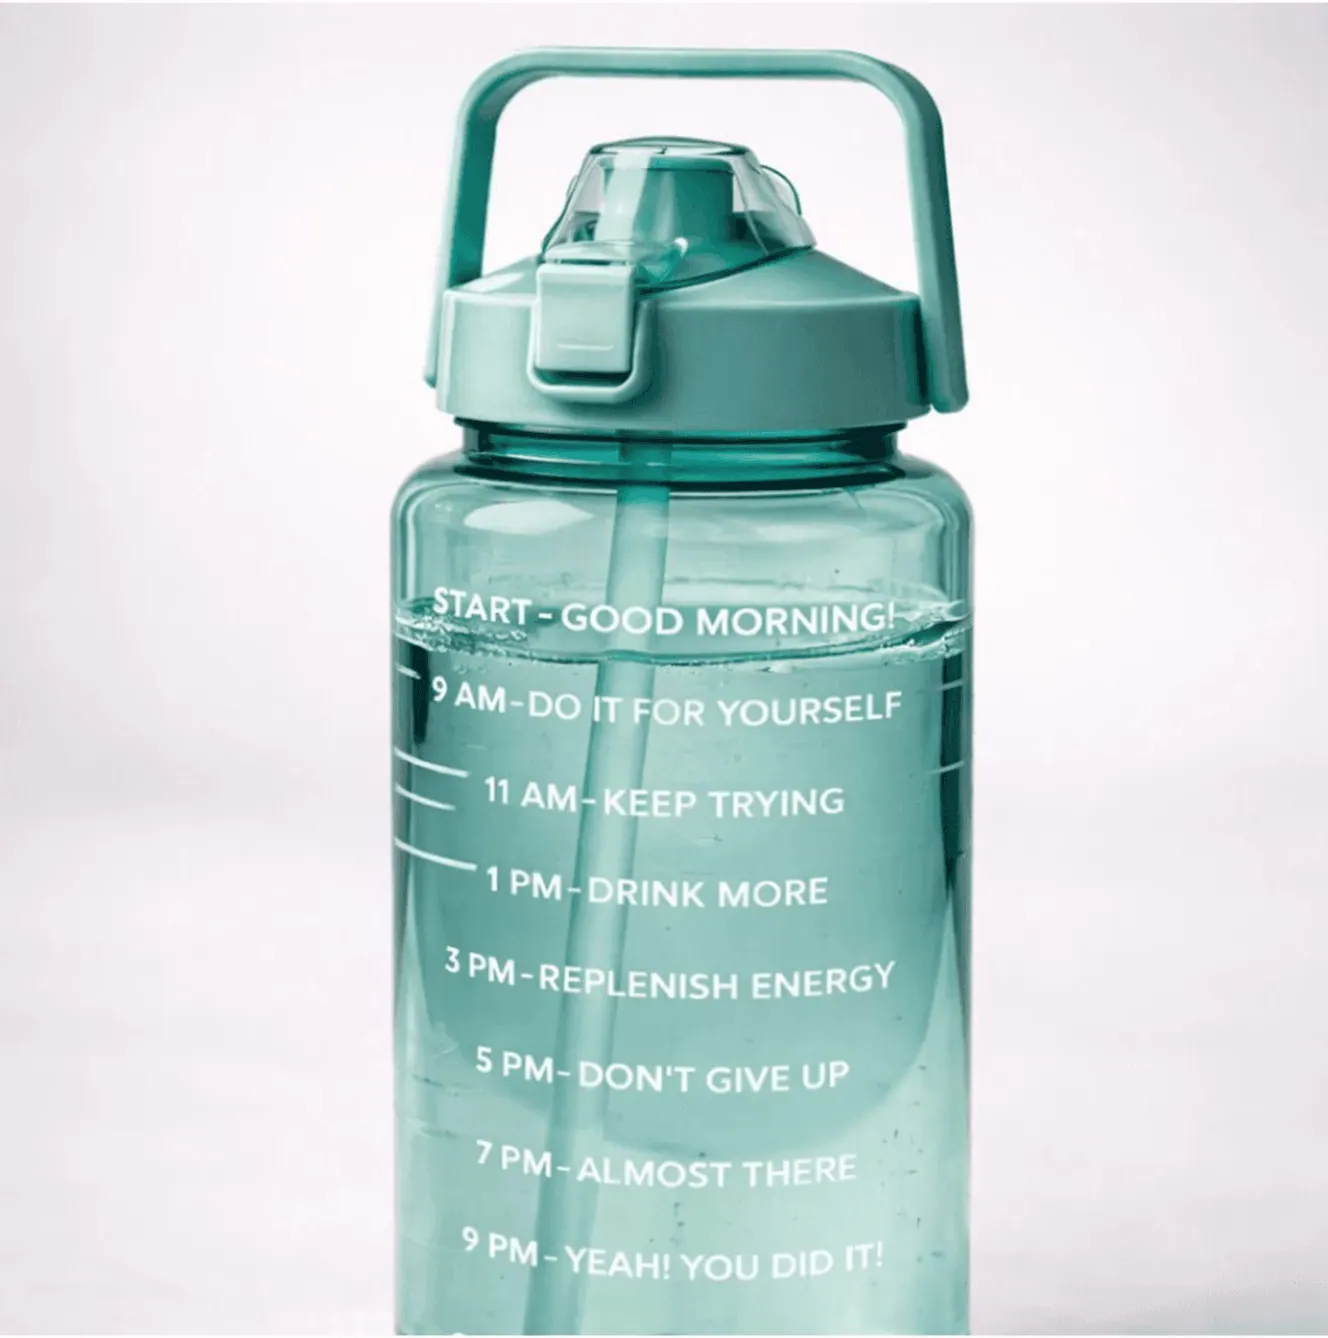 START - GOOD MORNING!
9 AM - DO IT FOR YOURSELF
11 AM - KEEP TRYING
1 PM - DRINK MORE
3 PM - REPLENISH ENERGY
5 PM - DON'T GIVE UP
7 PM - ALMOST THERE
9 PM - YEAH! YOU DID IT!